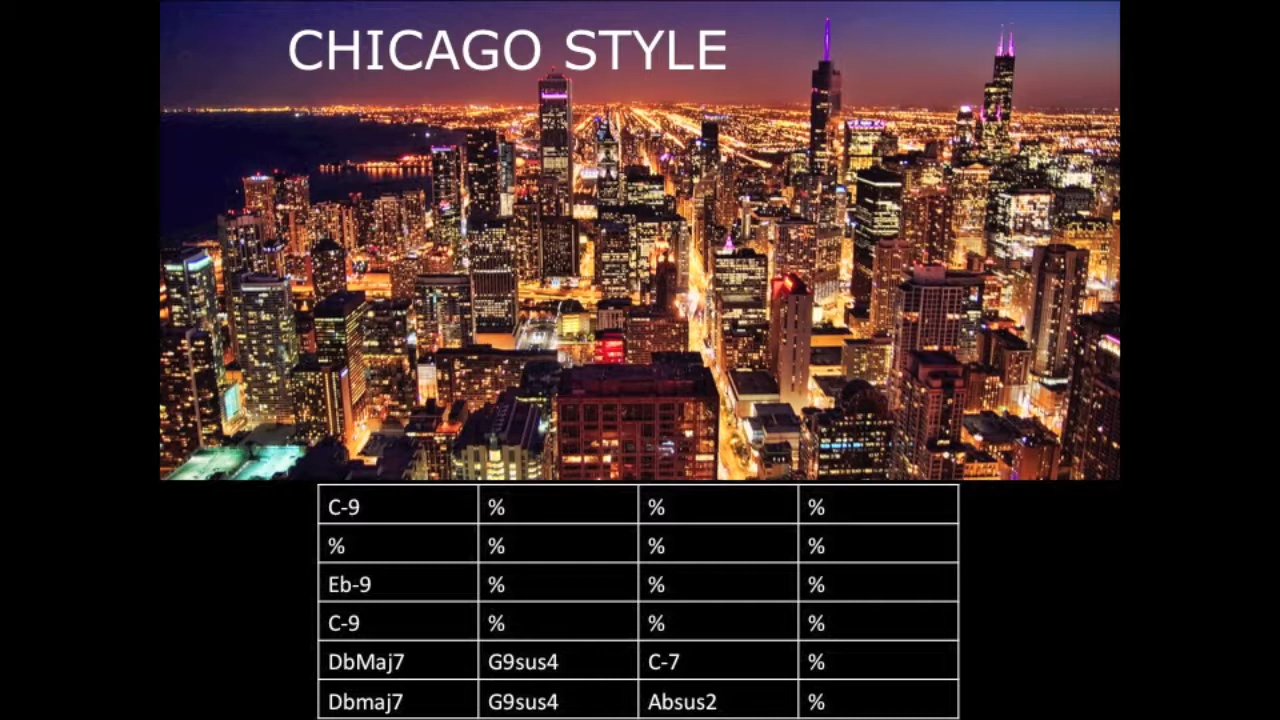 CHICAGO STYLE
C-9 % % %
% % % %
Eb-9 % % %
C-9 % % %
DbMaj7 G9sus4 C-7 %
Dbmaj7 G9sus4 Absus2 %